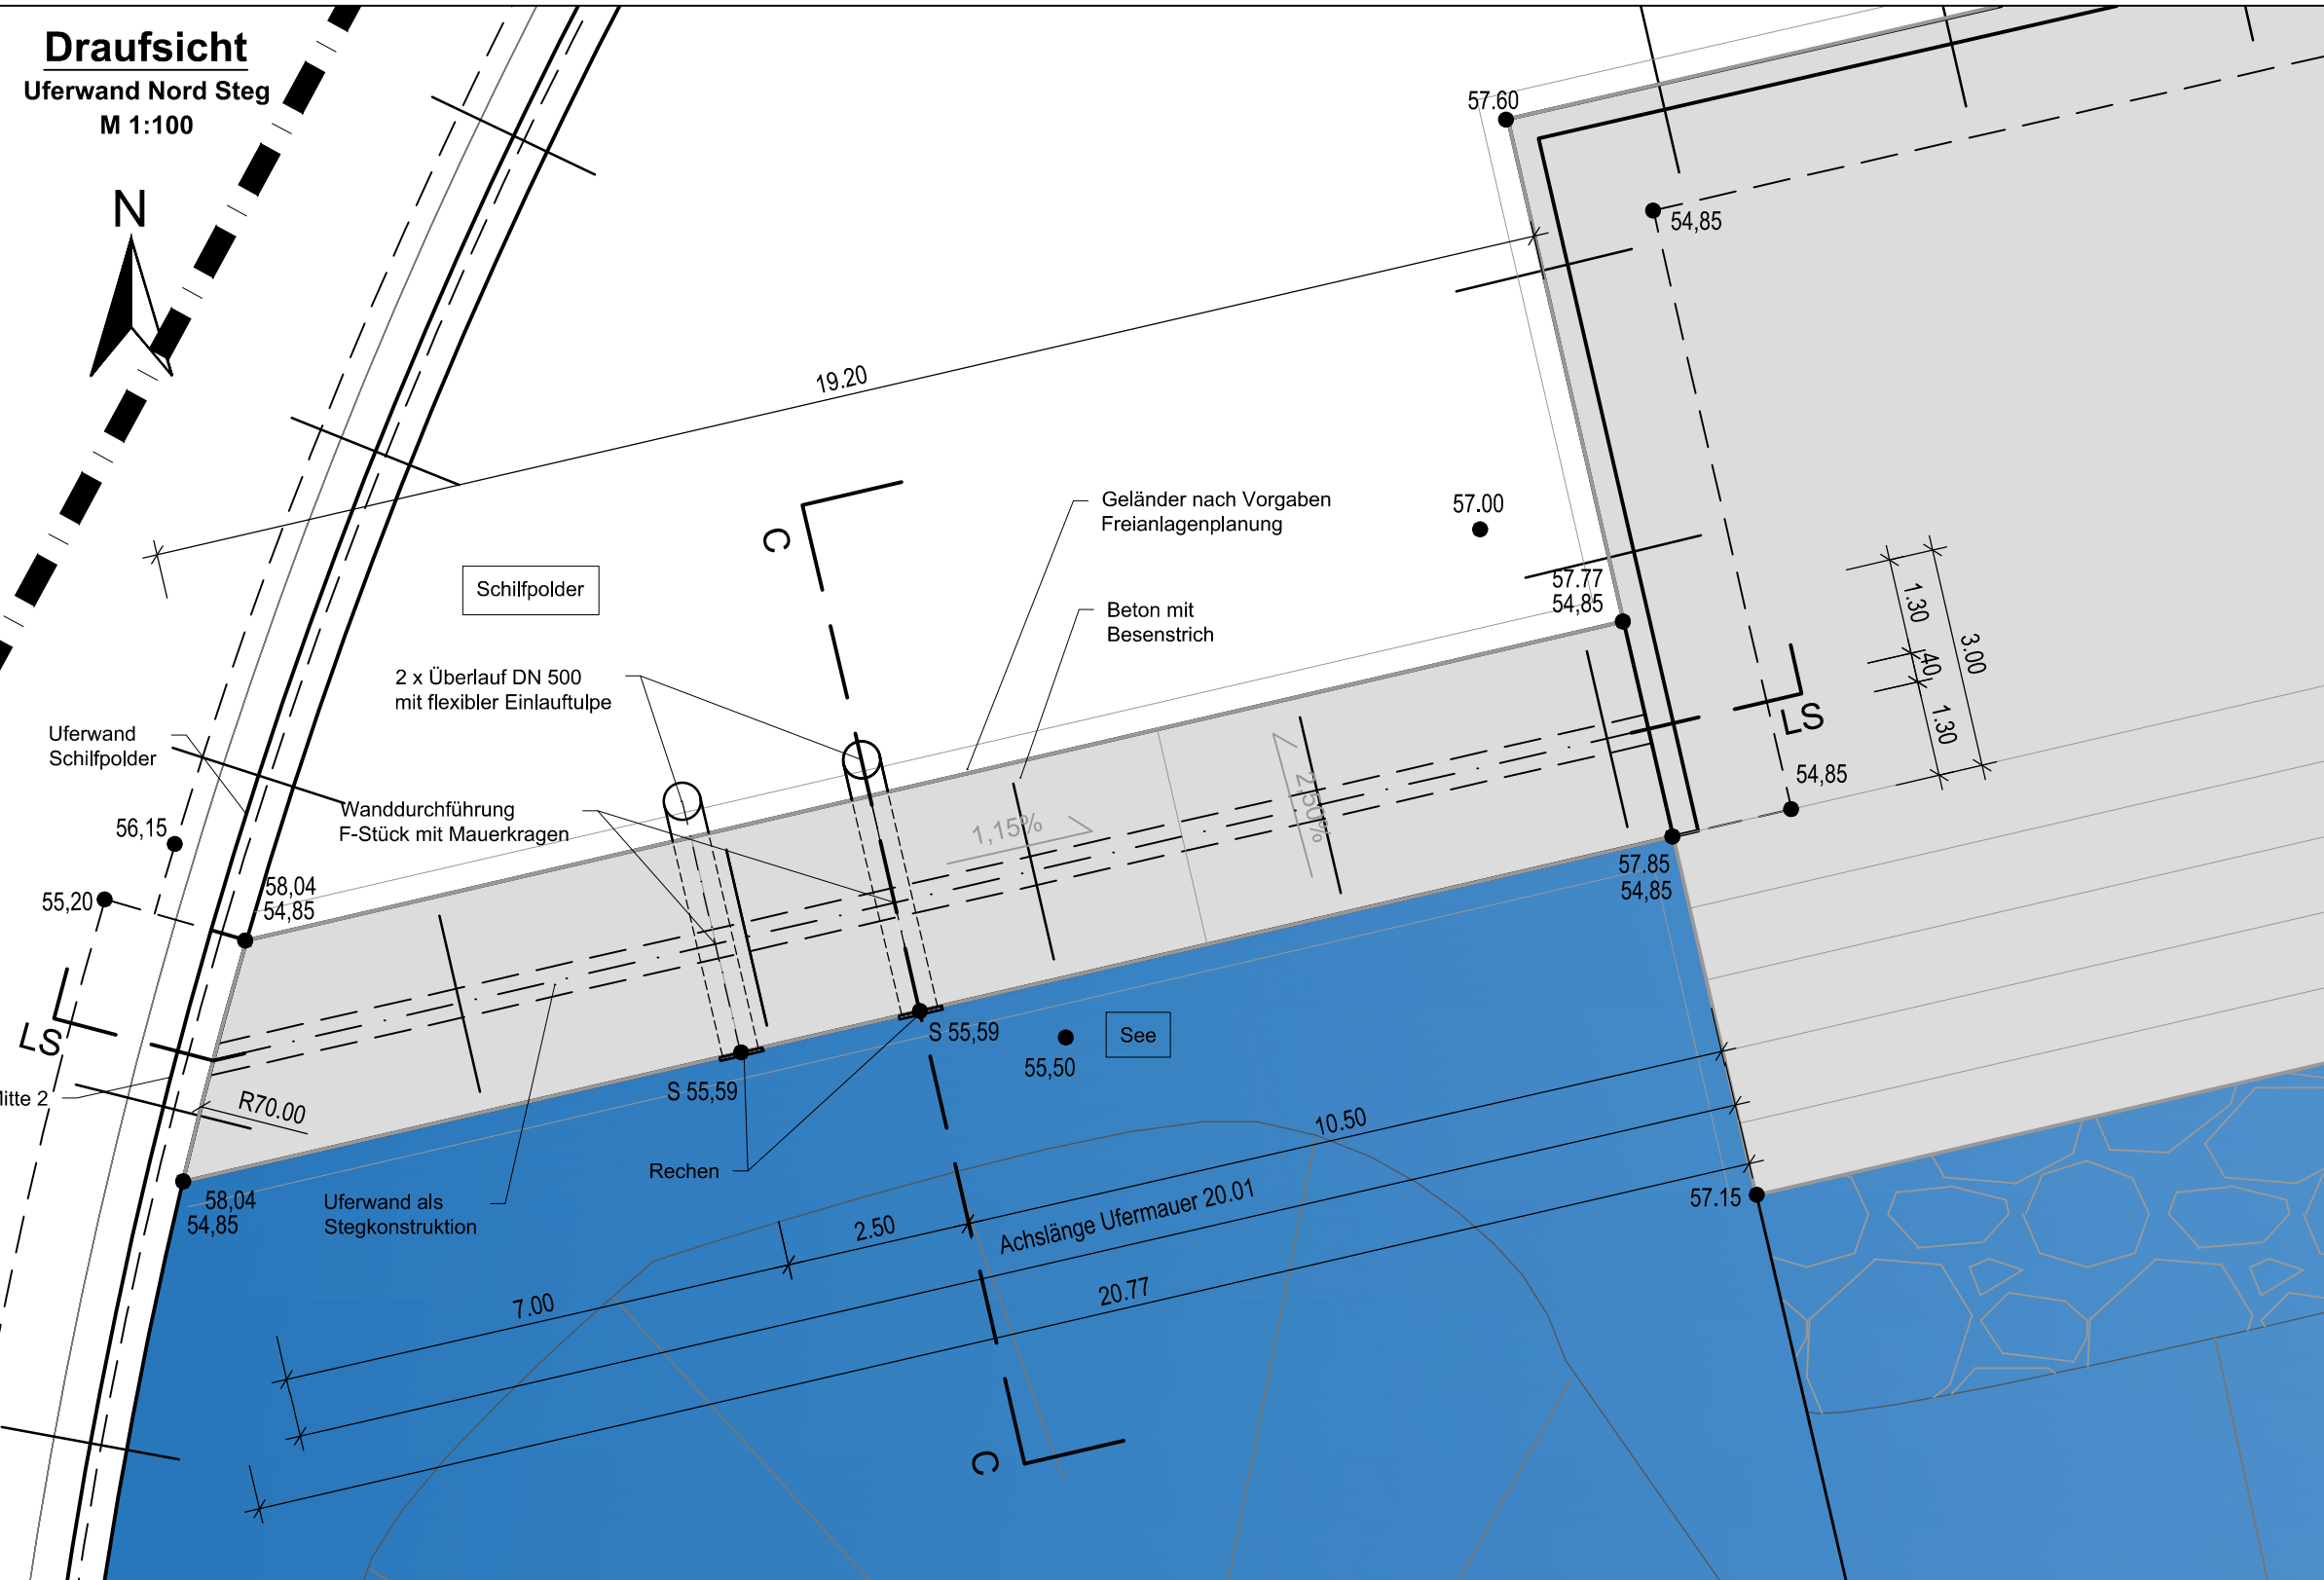 Draufsicht
Uferwand Nord Steg
M 1:100
N
57.60
54,85
19.20
C
Geländer nach Vorgaben
Freianlagenplanung
57.00
Schilfpolder
57.77
54,85
Beton mit
Besenstrich
1.30
40
1.30
3.00
2 x Überlauf DN 500
mit flexibler Einlauftulpe
LS
Uferwand
Schilfpolder
Wanddurchführung
F-Stück mit Mauerkragen
1,15%
2,50%
54,85
56,15
57.85
54,85
55,20
58,04
54,85
LS
S 55,59
55,50
See
S 55,59
Mitte 2
R70.00
10.50
Rechen
58,04
54,85
Uferwand als
Stegkonstruktion
57.15
2.50
Achslänge Ufermauer 20.01
7.00
20.77
C